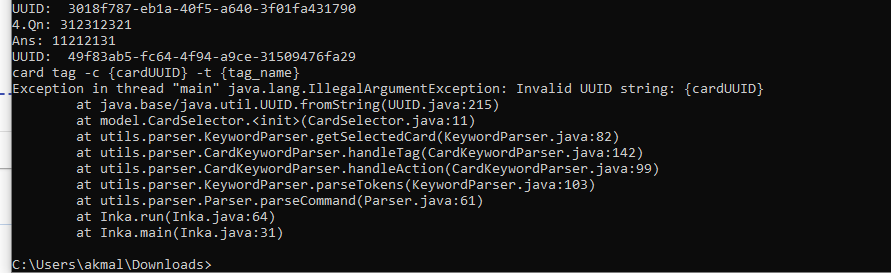 UUID:  3018f787-eb1a-40f5-a640-3f01fa431790
4.Qn: 312312321
Ans: 11212131
UUID:  49f83ab5-fc64-4f94-a9ce-31509476fa29
card tag -c {cardUUID} -t {tag_name}
Exception in thread "main" java.lang.IllegalArgumentException: Invalid UUID string: {cardUUID}
        at java.base/java.util.UUID.fromString(UUID.java:215)
        at model.CardSelector.<init>(CardSelector.java:11)
        at utils.parser.KeywordParser.getSelectedCard(KeywordParser.java:82)
        at utils.parser.CardKeywordParser.handleTag(CardKeywordParser.java:142)
        at utils.parser.CardKeywordParser.handleAction(CardKeywordParser.java:99)
        at utils.parser.KeywordParser.parseTokens(KeywordParser.java:103)
        at utils.parser.Parser.parseCommand(Parser.java:61)
        at Inka.run(Inka.java:64)
        at Inka.main(Inka.java:31)
C:\Users\akmal\Downloads>